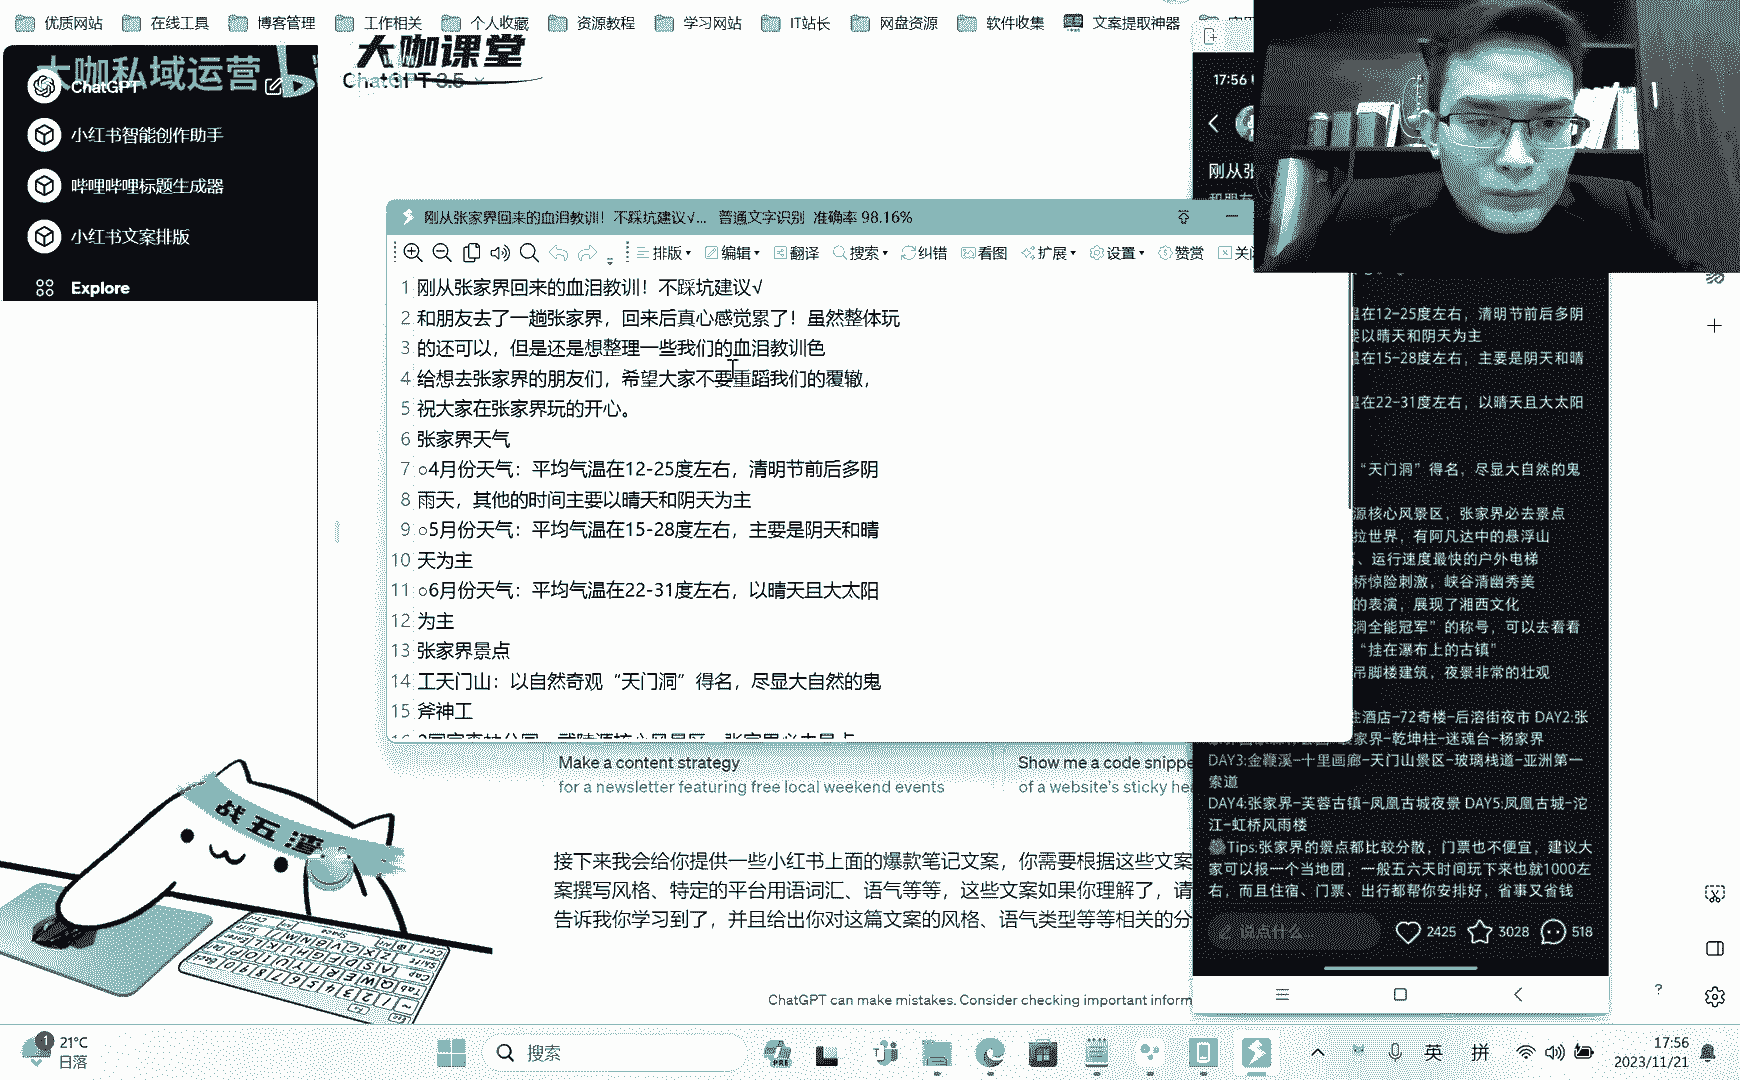 优质网站 在线工具 博客管理 工作相关 个人收藏 资源教程 学习网站 IT站长 网盘资源 软件收集 文案提取神器
大咖私域运营
大咖课堂
ChatGPT
ChatGPT 3.5
小红书智能创作助手
哔哩哔哩标题生成器
小红书文案排版
Explore
刚从张家界回来的血泪教训！不踩坑建议√... 普通文字识别 准确率 98.16%
排版 编辑 翻译 搜索 纠错 看图 扩展 设置 赞赏
1 刚从张家界回来的血泪教训！不踩坑建议√
2 和朋友去了一趟张家界，回来后真心感觉累了！虽然整体玩
3 的还可以，但是还是想整理一些我们的血泪教训色
4 给想去张家界的朋友们，希望大家不要重蹈我们的覆辙，
5 祝大家在张家界玩的开心。
6 张家界天气
7 ○4月份天气：平均气温在12-25度左右，清明节前后多阴
8 雨天，其他的时间主要以晴天和阴天为主
9 ○5月份天气：平均气温在15-28度左右，主要是阴天和晴
10 天为主
11 ○6月份天气：平均气温在22-31度左右，以晴天且大太阳
12 为主
13 张家界景点
14 工天门山：以自然奇观“天门洞”得名，尽显大自然的鬼
15 斧神工
17:56
刚从张
温在12-25度左右，清明节前后多阴
要以晴天和阴天为主
温在15-28度左右，主要是阴天和晴
温在22-31度左右，以晴天且大太阳
“天门洞”得名，尽显大自然的鬼
源核心风景区，张家界必去景点
拉世界，有阿凡达中的悬浮山
、运行速度最快的户外电梯
桥惊险刺激，峡谷清幽秀美
的表演，展现了湘西文化
洞全能冠军”的称号，可以去看看
“挂在瀑布上的古镇”
吊脚楼建筑，夜景非常的壮观
住酒店-72奇楼-后溶街夜市 DAY2:张
家界-乾坤柱-迷魂台-杨家界
DAY3:金鞭溪-十里画廊-天门山景区-玻璃栈道-亚洲第一
索道
DAY4:张家界-芙蓉古镇-凤凰古城夜景 DAY5:凤凰古城-沱
江-虹桥风雨楼
Tips:张家界的景点都比较分散，门票也不便宜，建议大
家可以报一个当地团，一般五六天时间玩下来也就1000左
右，而且住宿、门票、出行都帮你安排好，省事又省钱
说点什么... 2425 3028 518
Make a content strategy
for a newsletter featuring free local weekend events
Show me a code snippe
of a website's sticky hea
接下来我会给你提供一些小红书上面的爆款笔记文案，你需要根据这些文案
案撰写风格、特定的平台用语词汇、语气等等，这些文案如果你理解了，请
告诉我你学习到了，并且给出你对这篇文案的风格、语气类型等等相关的分
ChatGPT can make mistakes. Consider checking important inform
战五渣
1
21°C
日落
搜索
英 拼
17:56
2023/11/21